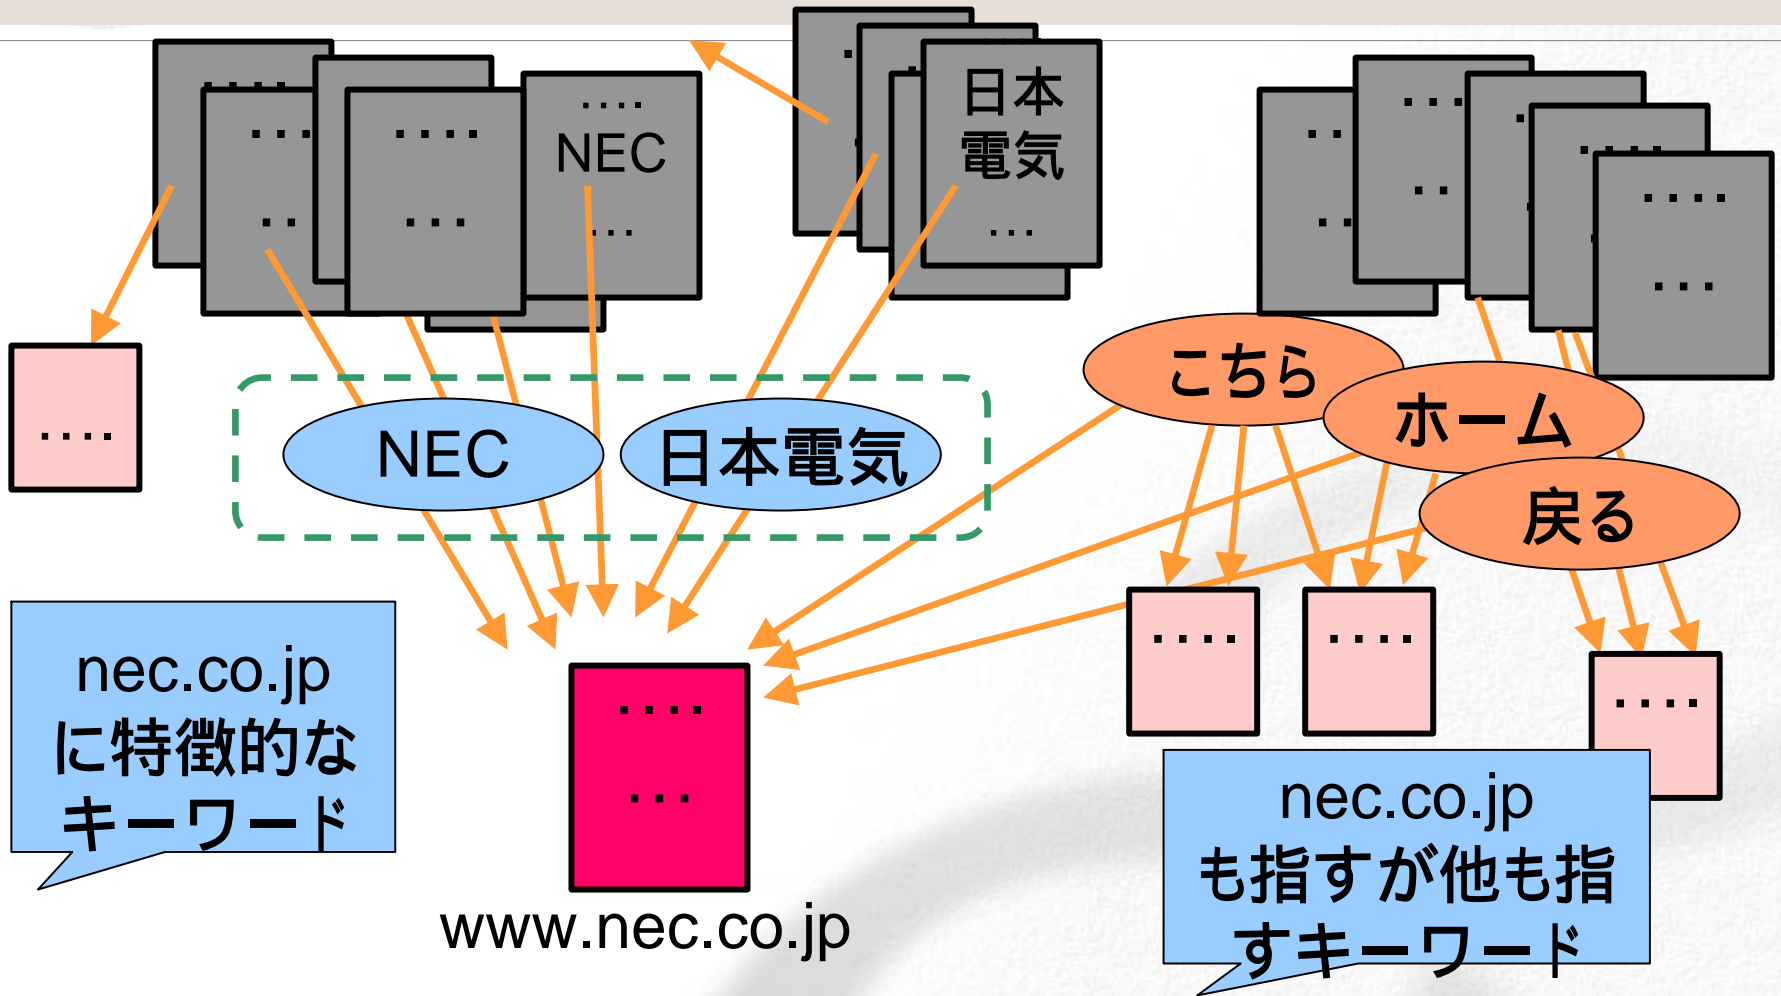 ....
NEC
...
日本
電気
...
こちら
ホーム
戻る
NEC
日本電気
nec.co.jp
に特徴的な
キーワード
www.nec.co.jp
nec.co.jp
も指すが他も指
すキーワード